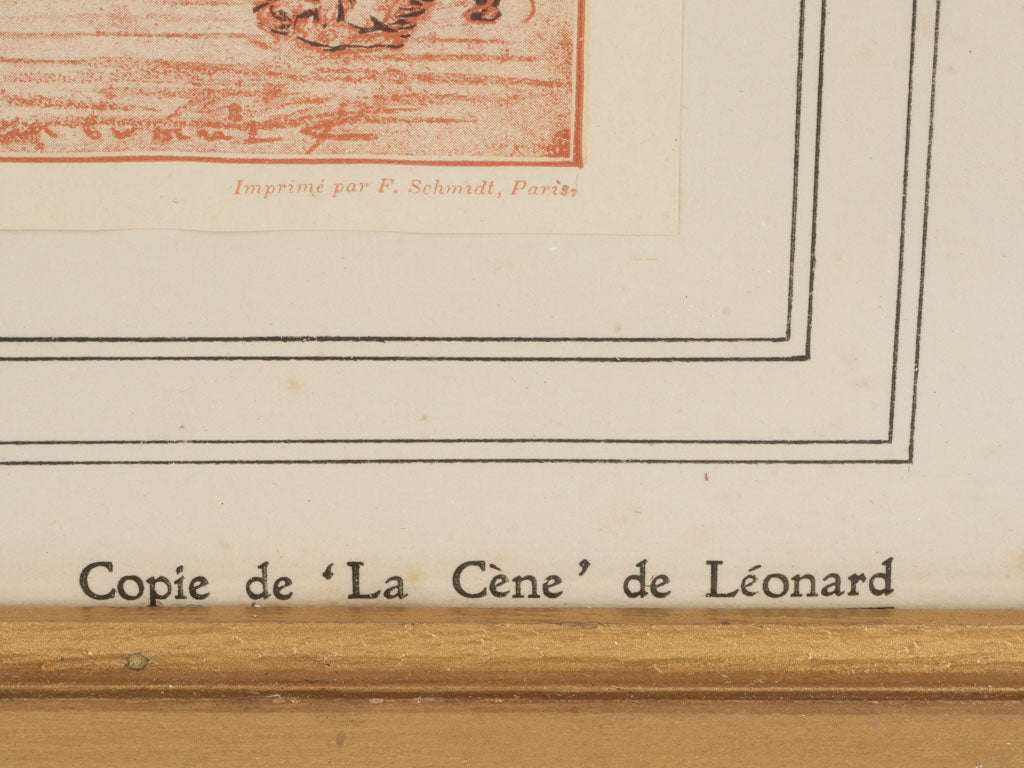 Imprimé par F. Schmidt, Paris.
Copie de ‘La Cène’ de Léonard